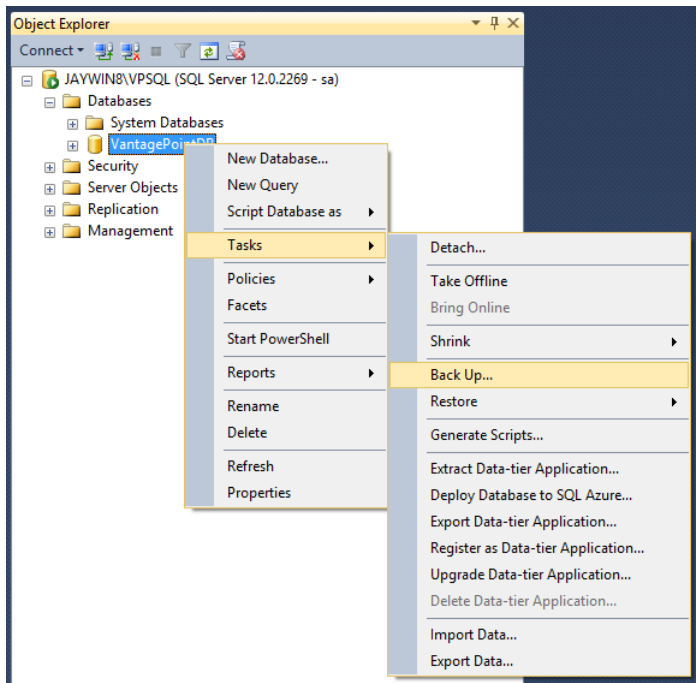 Object Explorer
Connect
JAYWIN8\VPSQL (SQL Server 12.0.2269 - sa)
Databases
System Databases
VantagePointDB
Security
Server Objects
Replication
Management
New Database...
New Query
Script Database as
Tasks
Policies
Facets
Start PowerShell
Reports
Rename
Delete
Refresh
Properties
Detach...
Take Offline
Bring Online
Shrink
Back Up...
Restore
Generate Scripts...
Extract Data-tier Application...
Deploy Database to SQL Azure...
Export Data-tier Application...
Register as Data-tier Application...
Upgrade Data-tier Application...
Delete Data-tier Application...
Import Data...
Export Data...